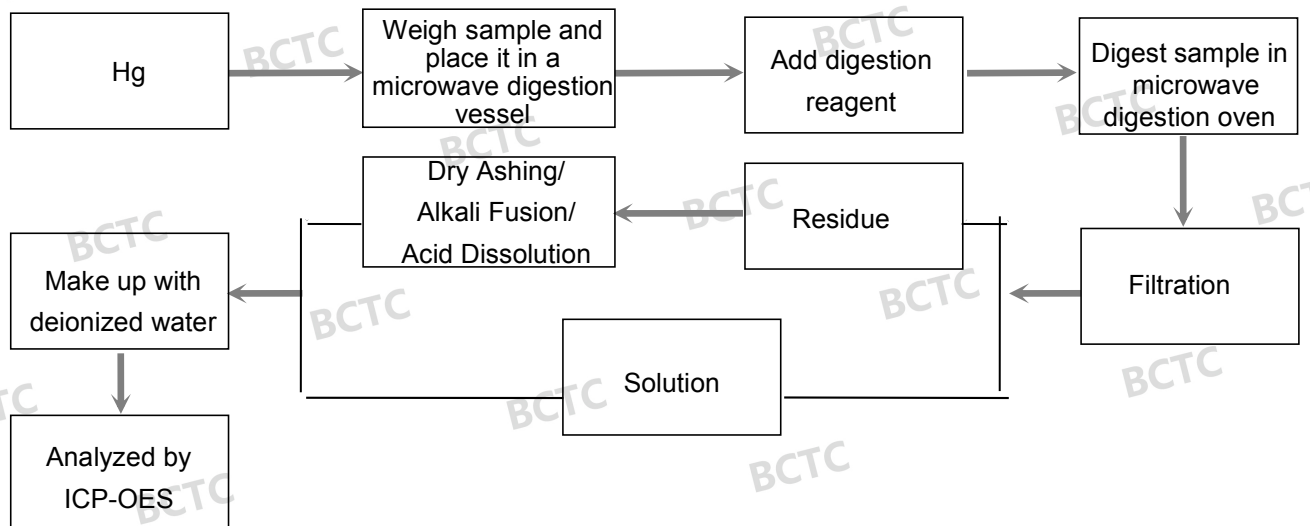 Hg
Weigh sample and
place it in a
microwave digestion
vessel
Add digestion
reagent
Digest sample in
microwave
digestion oven
Filtration
Residue
Dry Ashing/
Alkali Fusion/
Acid Dissolution
Solution
Make up with
deionized water
Analyzed by
ICP-OES
BCTC
BCTC
BCTC
BCTC
BCTC
BCT
BCTC
BCTC
BCTC
BCTC
TC
BCTC
BCTC
BCTC